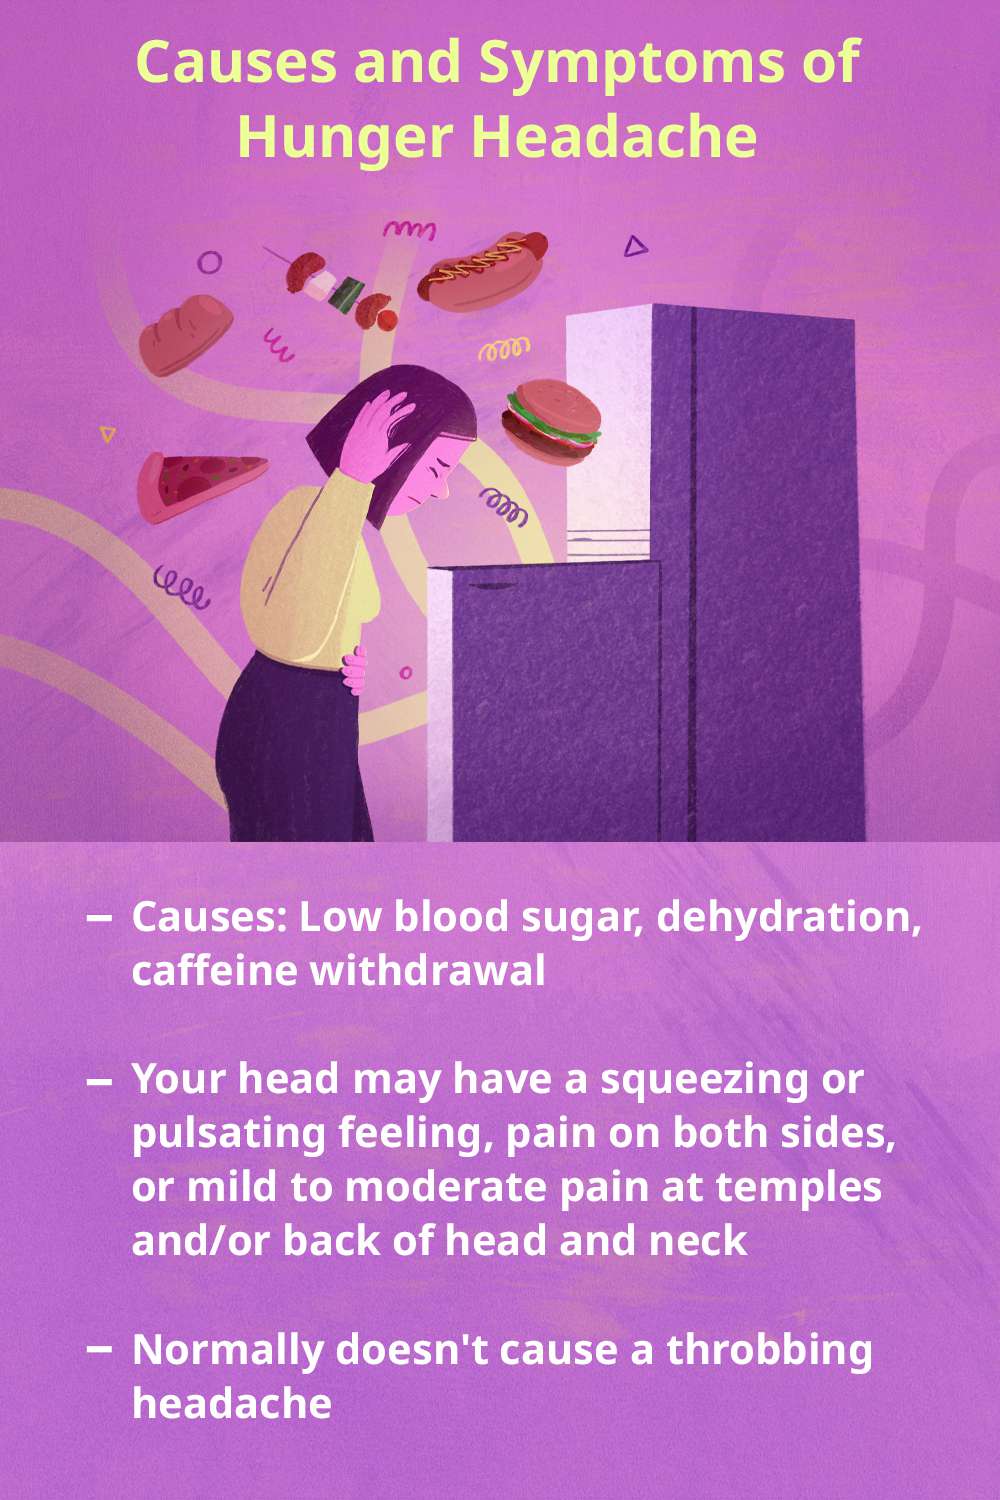 Causes and Symptoms of
Hunger Headache
– Causes: Low blood sugar, dehydration,
caffeine withdrawal
– Your head may have a squeezing or
pulsating feeling, pain on both sides,
or mild to moderate pain at temples
and/or back of head and neck
– Normally doesn't cause a throbbing
headache